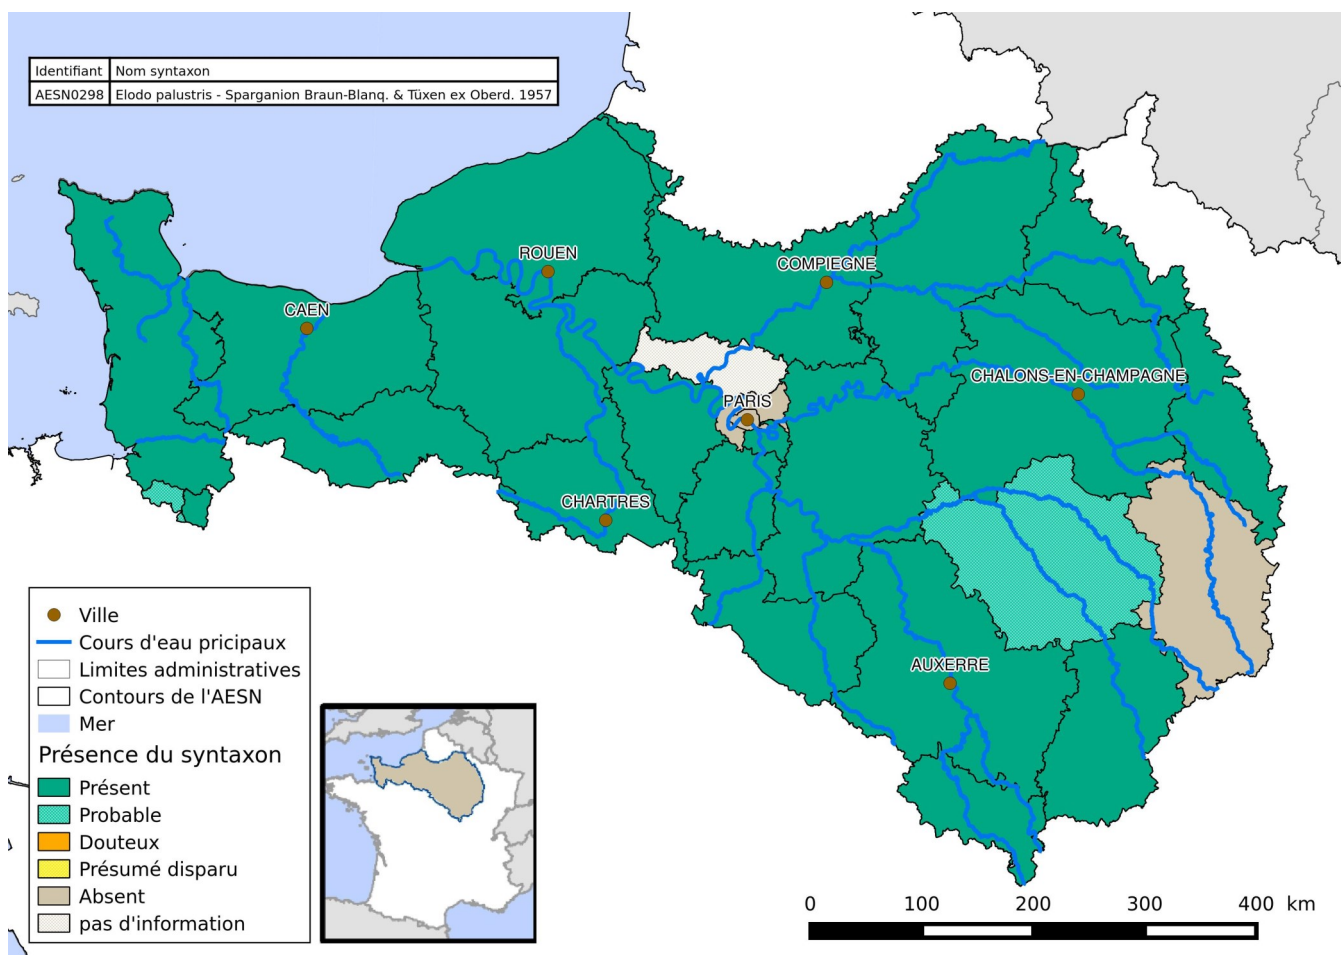 Identifiant Nom syntaxon
AESN0298 Elodo palustris - Sparganion Braun-Blanq. & Tüxen ex Oberd. 1957
ROUEN
COMPIEGNE
CAEN
CHALONS-EN-CHAMPAGNE
PARIS
CHARTRES
AUXERRE
Ville
Cours d'eau pricipaux
Limites administratives
Contours de l'AESN
Mer
Présence du syntaxon
Présent
Probable
Douteux
Présumé disparu
Absent
pas d'information
0 100 200 300 400 km